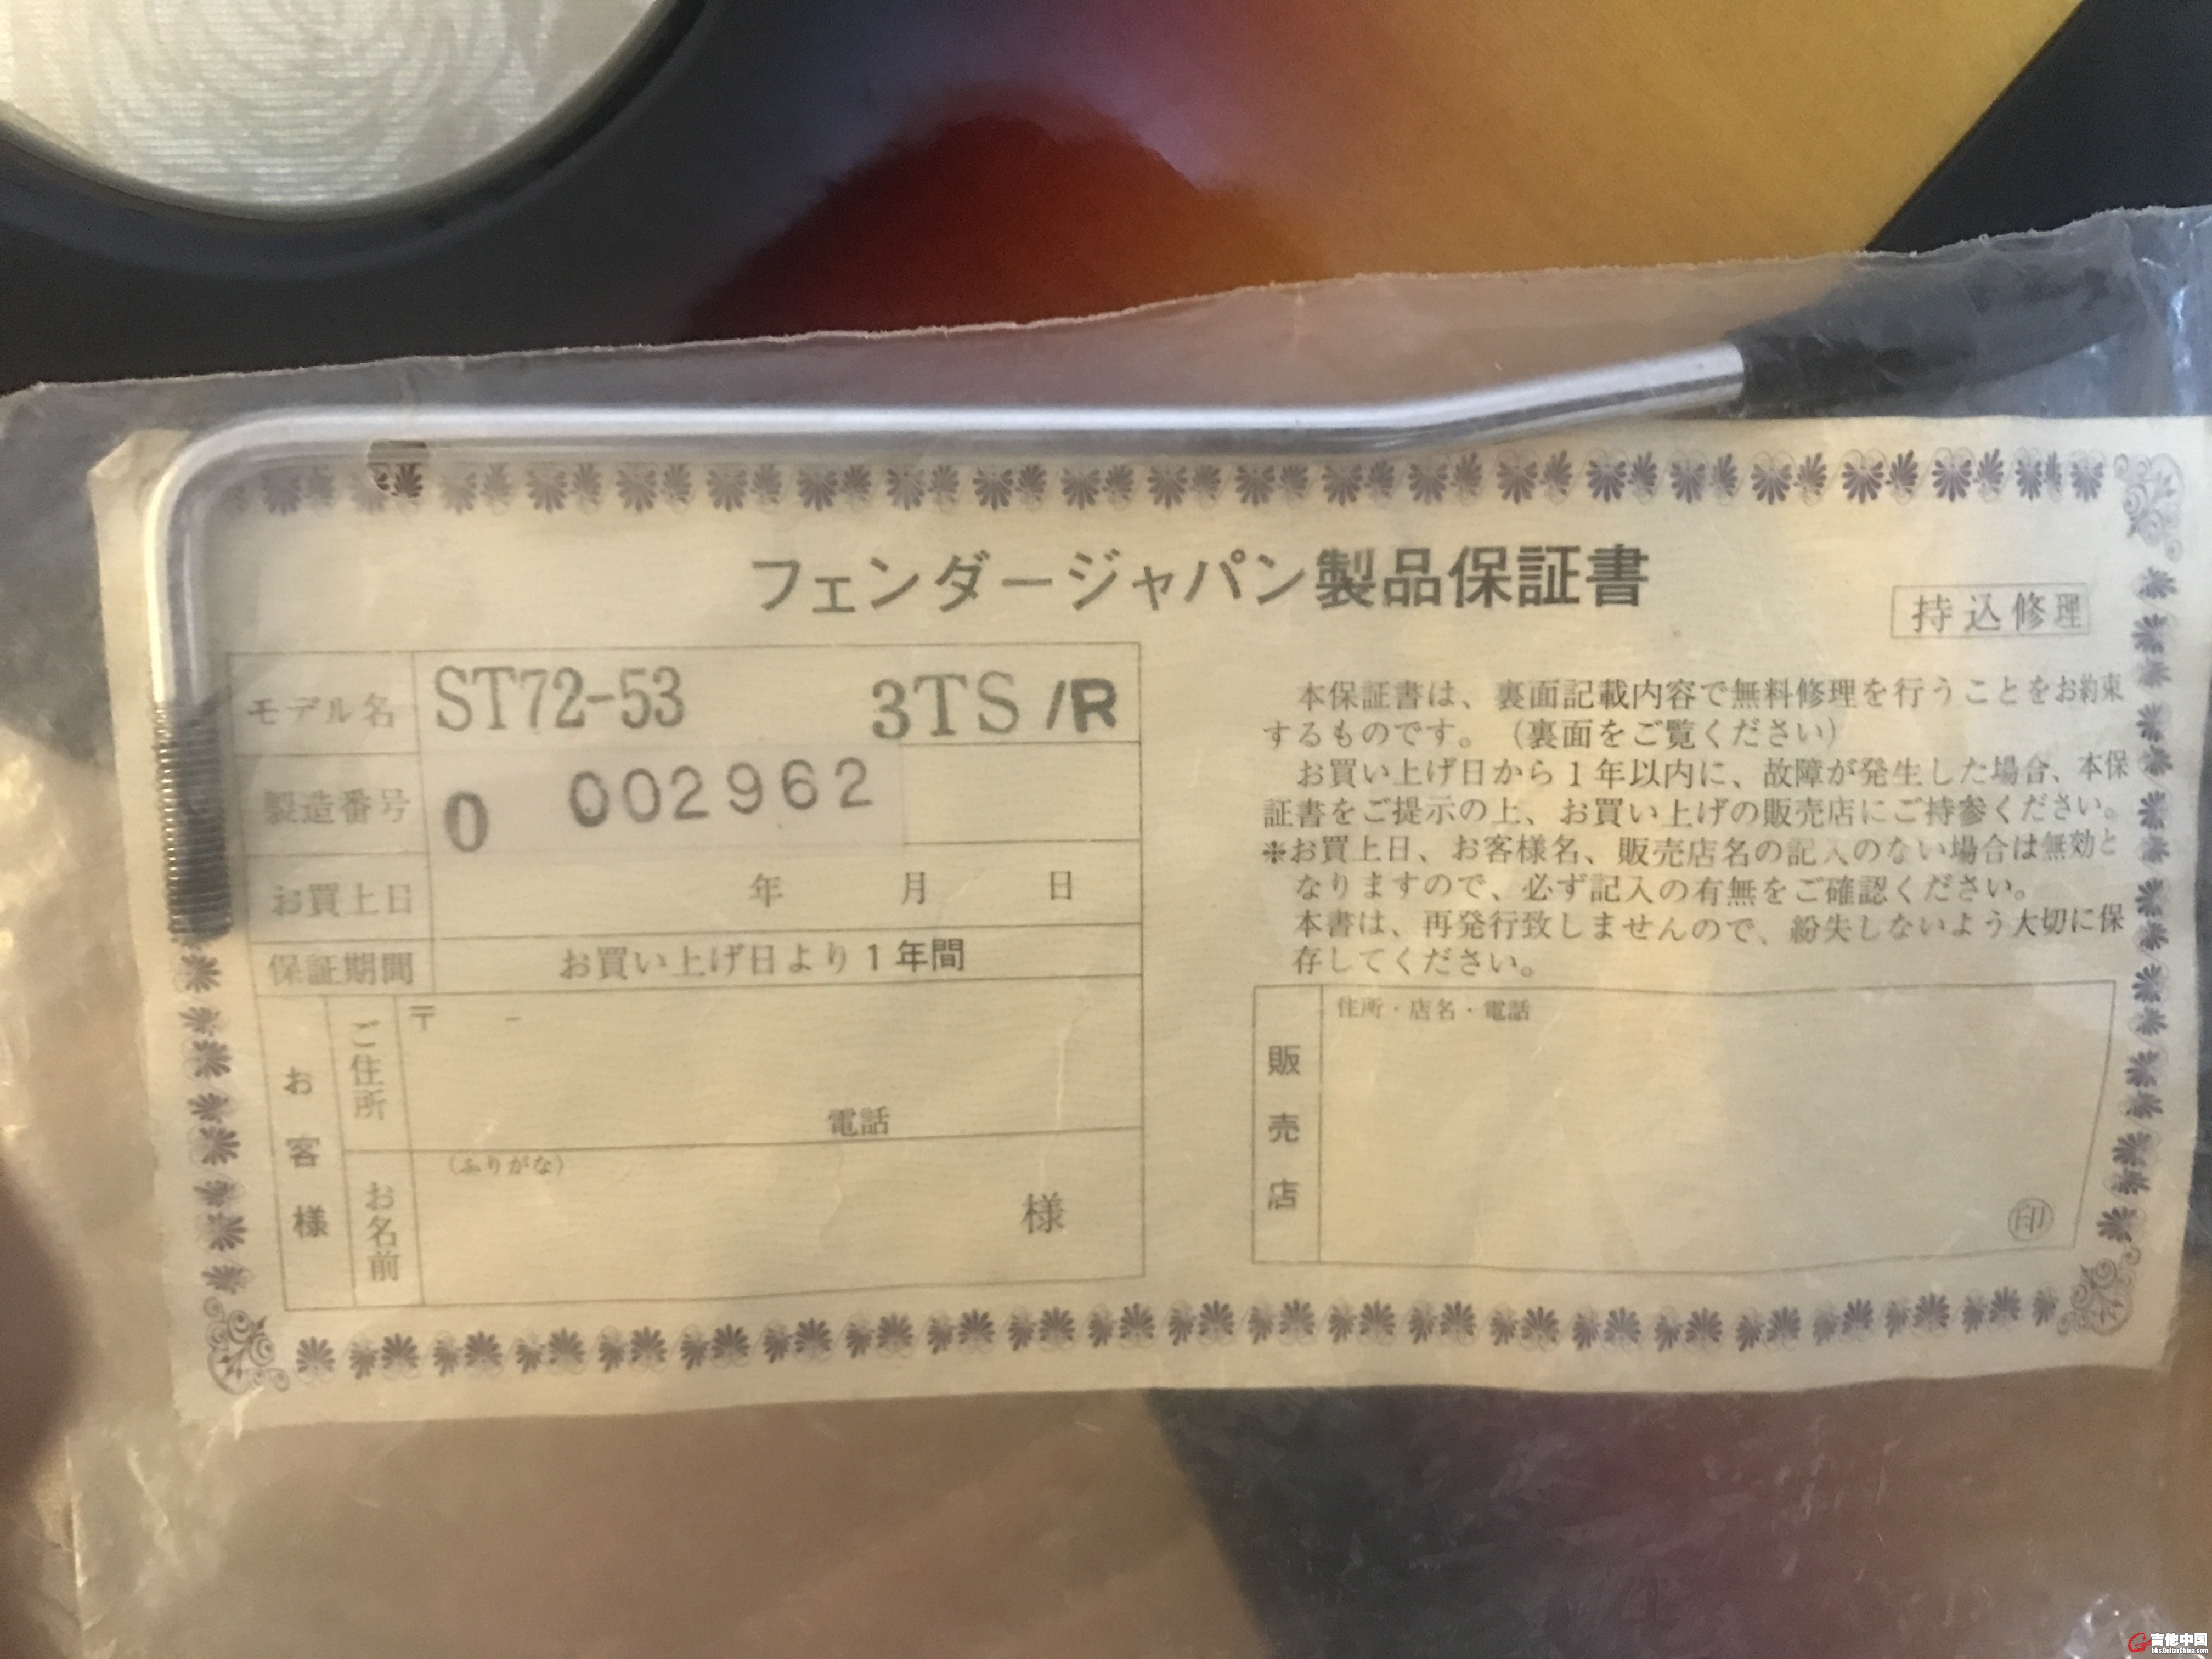 フェンダージャパン製品保証書
持込修理
モデル名 ST72-53 3TS /R
製造番号 O 002962
お買上日 年 月 日
保証期間 お買い上げ日より1年間
お客様
ご住所 〒 -
電話
お名前 (ふりがな)
様
本保証書は、裏面記載内容で無料修理を行うことをお約束
するものです。(裏面をご覧ください)
お買い上げ日から1年以内に、故障が発生した場合、本保
証書をご提示の上、お買い上げの販売店にご持参ください。
※お買上日、お客様名、販売店名の記入のない場合は無効と
なりますので、必ず記入の有無をご確認ください。
本書は、再発行致しませんので、紛失しないよう大切に保
存してください。
販売店
住所・店名・電話
印
吉他中国
bbs.GuitarChina.com